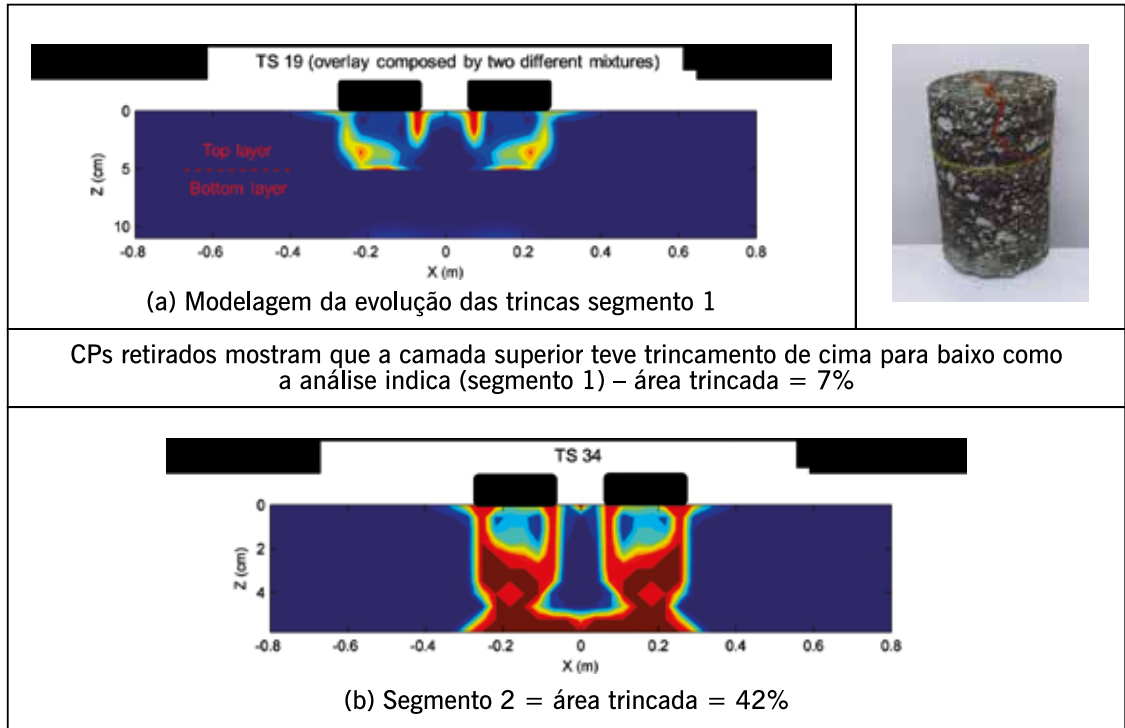 TS 19 (overlay composed by two different mixtures)
0
5
10
Z (cm)
Top layer
Bottom layer
-0.8 -0.6 -0.4 -0.2 0 0.2 0.4 0.6 0.8
X (m)
(a) Modelagem da evolução das trincas segmento 1
CPs retirados mostram que a camada superior teve trincamento de cima para baixo como
a análise indica (segmento 1) – área trincada = 7%
TS 34
0
2
4
Z (cm)
-0.8 -0.6 -0.4 -0.2 0 0.2 0.4 0.6 0.8
X (m)
(b) Segmento 2 = área trincada = 42%